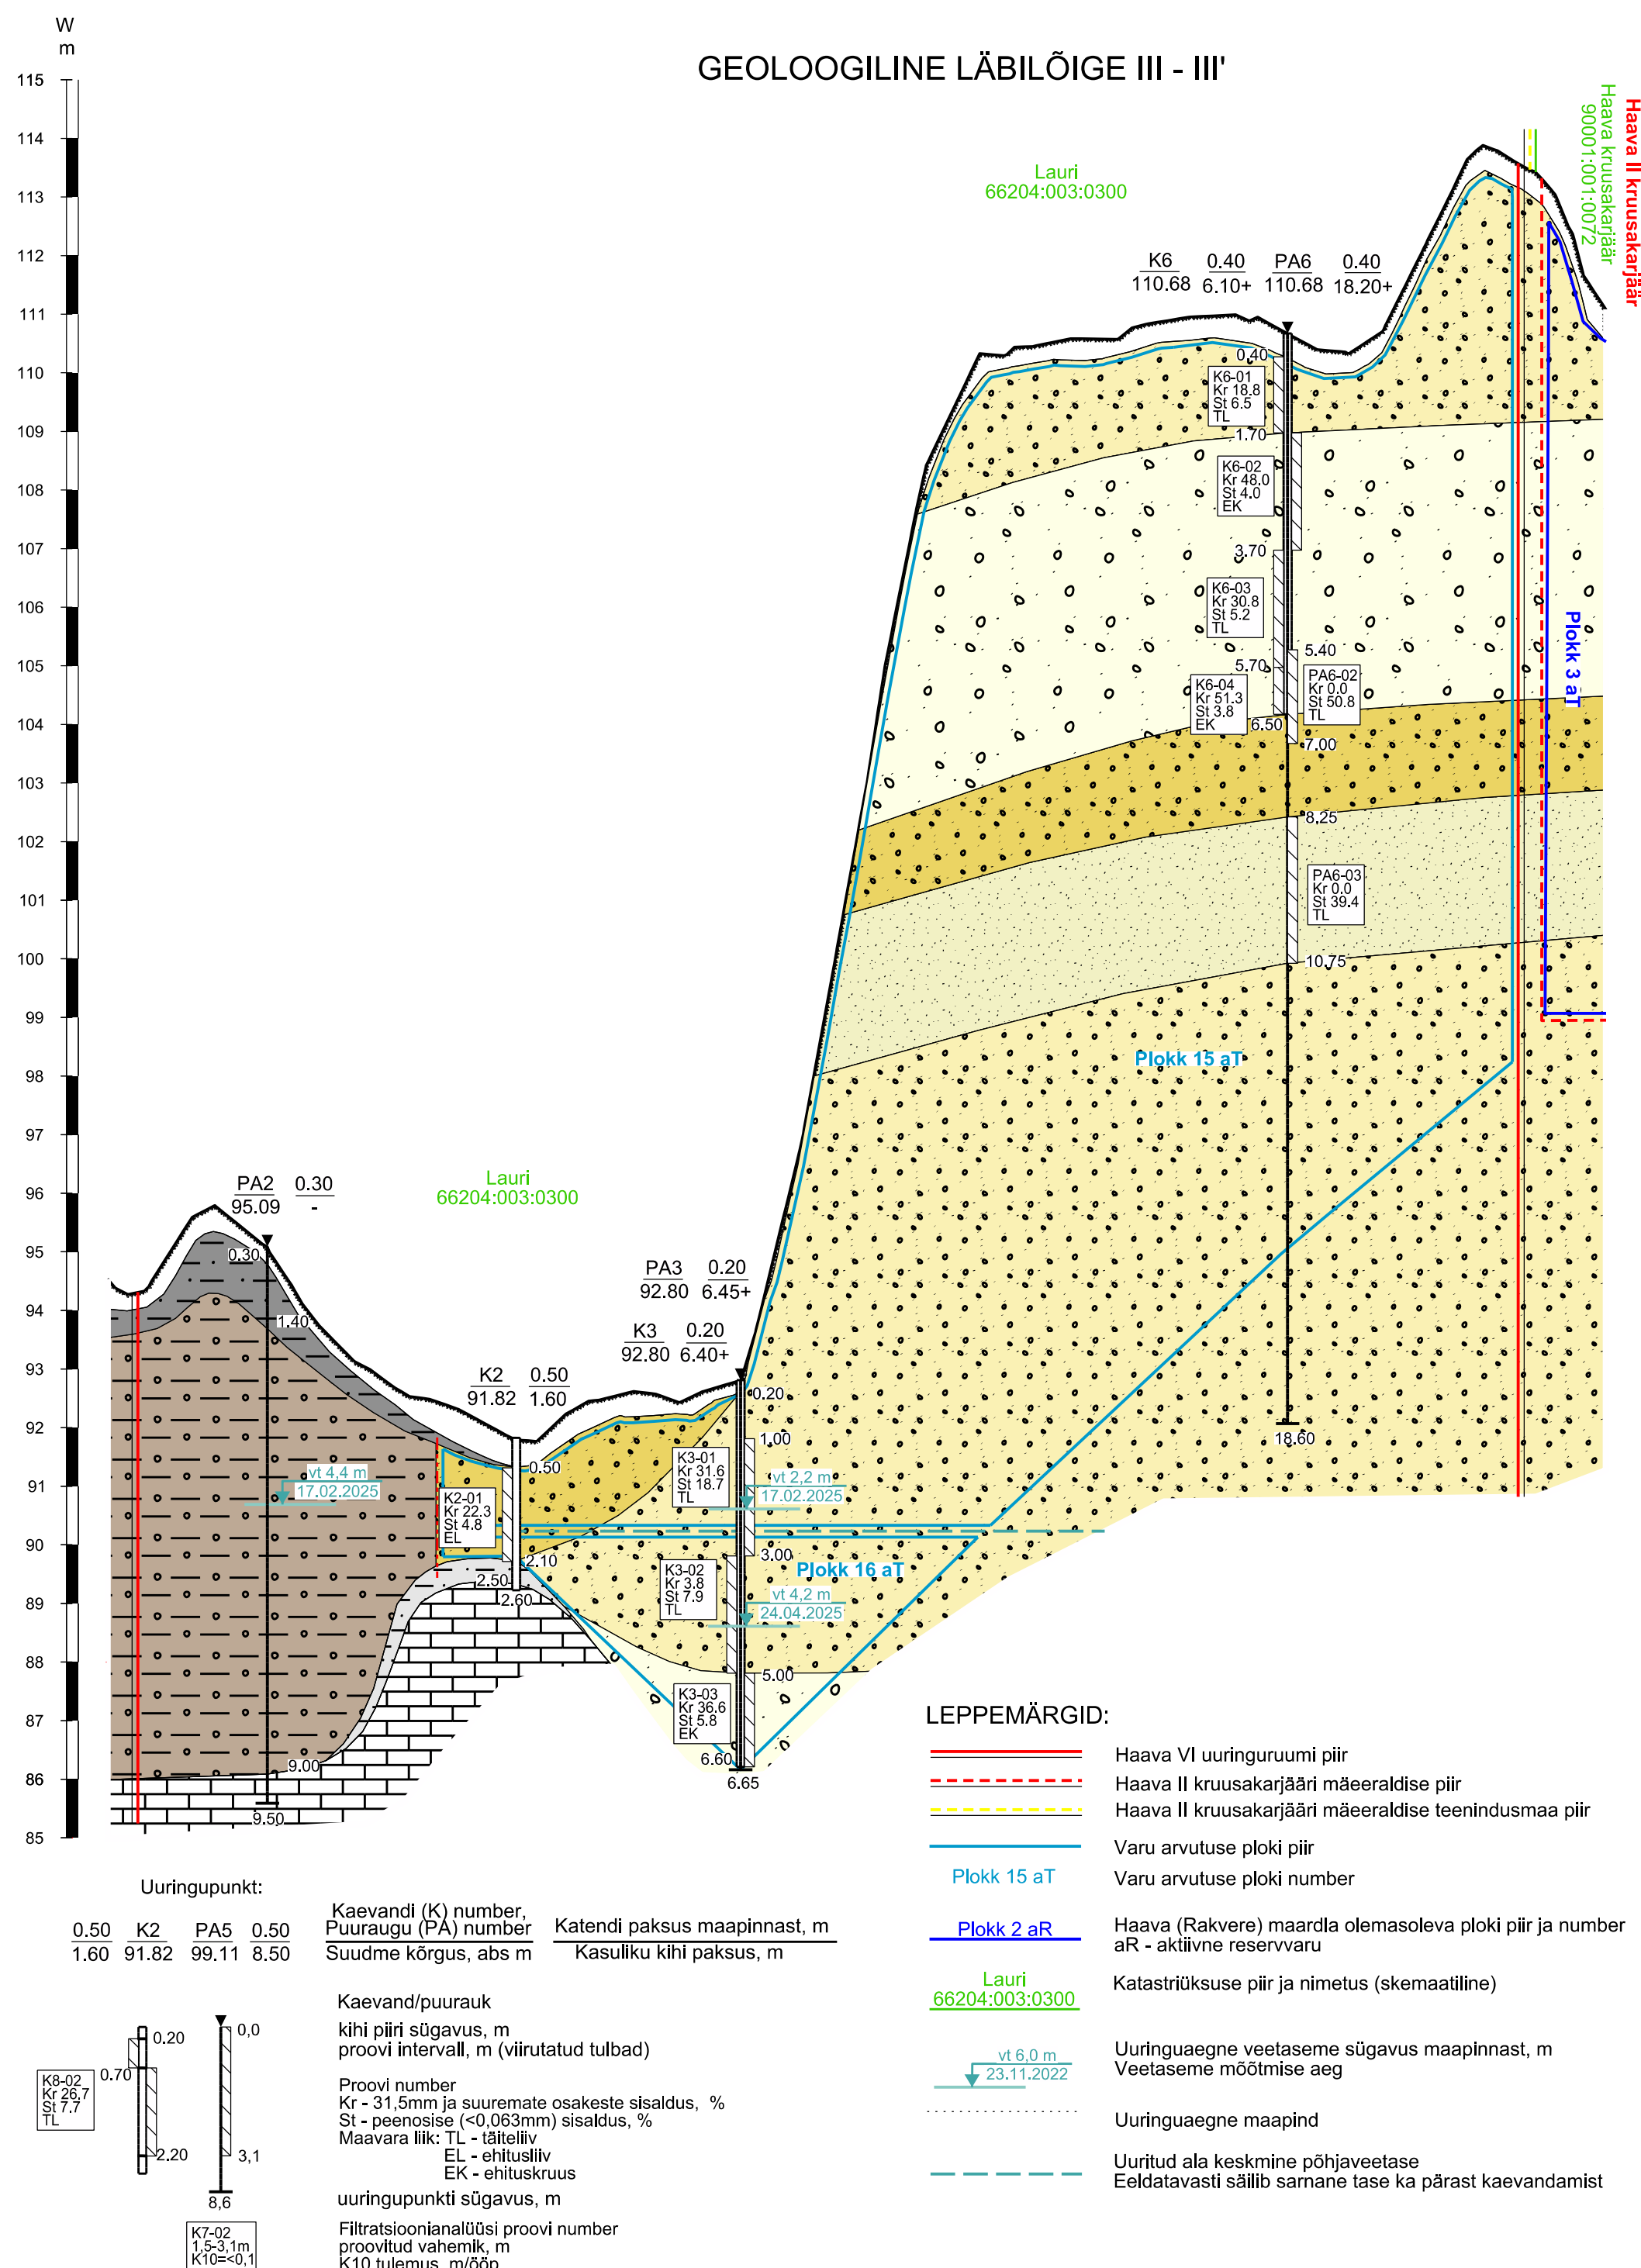 W
m
GEOLOOGILINE LÄBILÕIGE III - III'
115
114
113
112
111
110
109
108
107
106
105
104
103
102
101
100
99
98
97
96
95
94
93
92
91
90
89
88
87
86
85
Haava kruusakarjäär
90001:001:0072
Haava II kruusakarjäär
Lauri
66204:003:0300
K6 0.40 PA6 0.40
110.68 6.10+ 110.68 18.20+
0.40
K6-01
Kr 18.8
St 6.5
TL
1.70
K6-02
Kr 48.0
St 4.0
EK
3.70
K6-03
Kr 30.8
St 5.2
TL
5.40
5.70
K6-04
Kr 51.3
St 3.8
EK
6.50
PA6-02
Kr 0.0
St 50.8
TL
7.00
8.25
PA6-03
Kr 0.0
St 39.4
TL
10.75
18.60
Plokk 3 aT
Plokk 15 aT
PA2 0.30
95.09 -
0.30
1.40
vt 4,4 m
17.02.2025
9.00
9.50
Lauri
66204:003:0300
K2 0.50
91.82 1.60
0.50
K2-01
Kr 22.3
St 4.8
EL
2.10
2.50
2.60
PA3 0.20
92.80 6.45+
K3 0.20
92.80 6.40+
0.20
1.00
K3-01
Kr 31.6
St 18.7
TL
vt 2,2 m
17.02.2025
3.00
K3-02
Kr 3.8
St 7.9
TL
Plokk 16 aT
vt 4,2 m
24.04.2025
5.00
K3-03
Kr 36.6
St 5.8
EK
6.60
6.65
LEPPEMÄRGID:
Haava VI uuringuruumi piir
Haava II kruusakarjääri mäeeraldise piir
Haava II kruusakarjääri mäeeraldise teenindusmaa piir
Varu arvutuse ploki piir
Plokk 15 aT Varu arvutuse ploki number
Plokk 2 aR Haava (Rakvere) maardla olemasoleva ploki piir ja number
aR - aktiivne reservvaru
Lauri
66204:003:0300
Katastriüksuse piir ja nimetus (skemaatiline)
vt 6,0 m
23.11.2022
Uuringuaegne veetaseme sügavus maapinnast, m
Veetaseme mõõtmise aeg
Uuringuaegne maapind
Uuritud ala keskmine põhjaveetase
Eeldatavasti säilib sarnane tase ka pärast kaevandamist
Uuringupunkt:
0.50 K2 PA5 0.50
1.60 91.82 99.11 8.50
Kaevandi (K) number,
Puuraugu (PA) number
Suudme kõrgus, abs m
Katendi paksus maapinnast, m
Kasuliku kihi paksus, m
Kaevand/puurauk
kihi piiri sügavus, m
proovi intervall, m (viirutatud tulbad)
0.20
0.70
2.20
0,0
3,1
8,6
K8-02
Kr 26.7
St 7.7
TL
Proovi number
Kr - 31,5mm ja suuremate osakeste sisaldus, %
St - peenosise (<0,063mm) sisaldus, %
Maavara liik: TL - täiteliiv
EL - ehitusliiv
EK - ehituskruus
uuringupunkti sügavus, m
K7-02
1,5-3,1m
K10=<0,1
Filtratsioonianalüüsi proovi number
proovitud vahemik, m
K10 tulemus, m/ööp